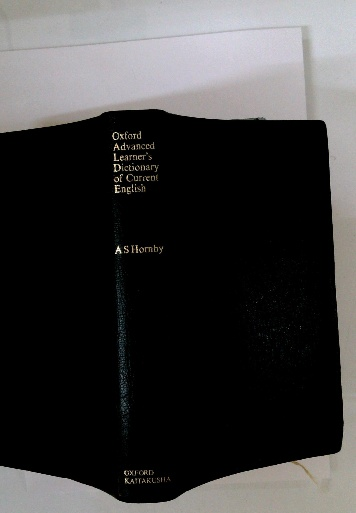 Oxford
Advanced
Learner's
Dictionary
of Current
English
A S Hornby
OXFORD
KAITAKUSHA